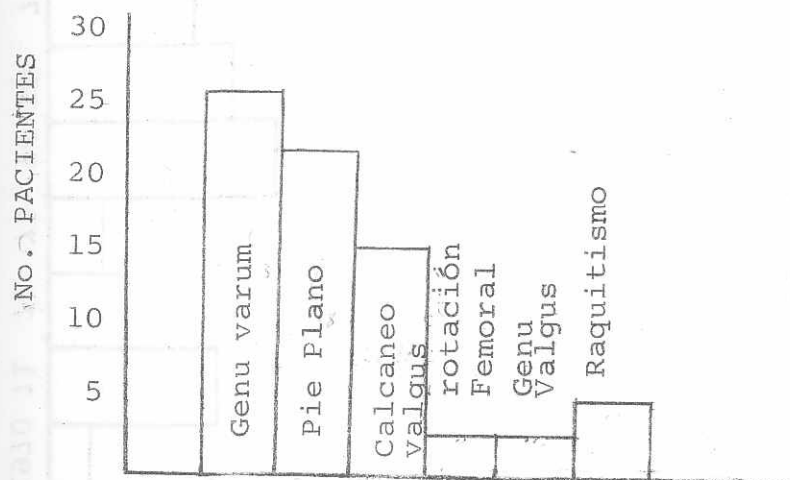 No. PACIENTES
30
25
20
15
10
5
Genu varum
Pie Plano
Calcaneo
valgus
rotación
Femoral
Genu
Valgus
Raquitismo